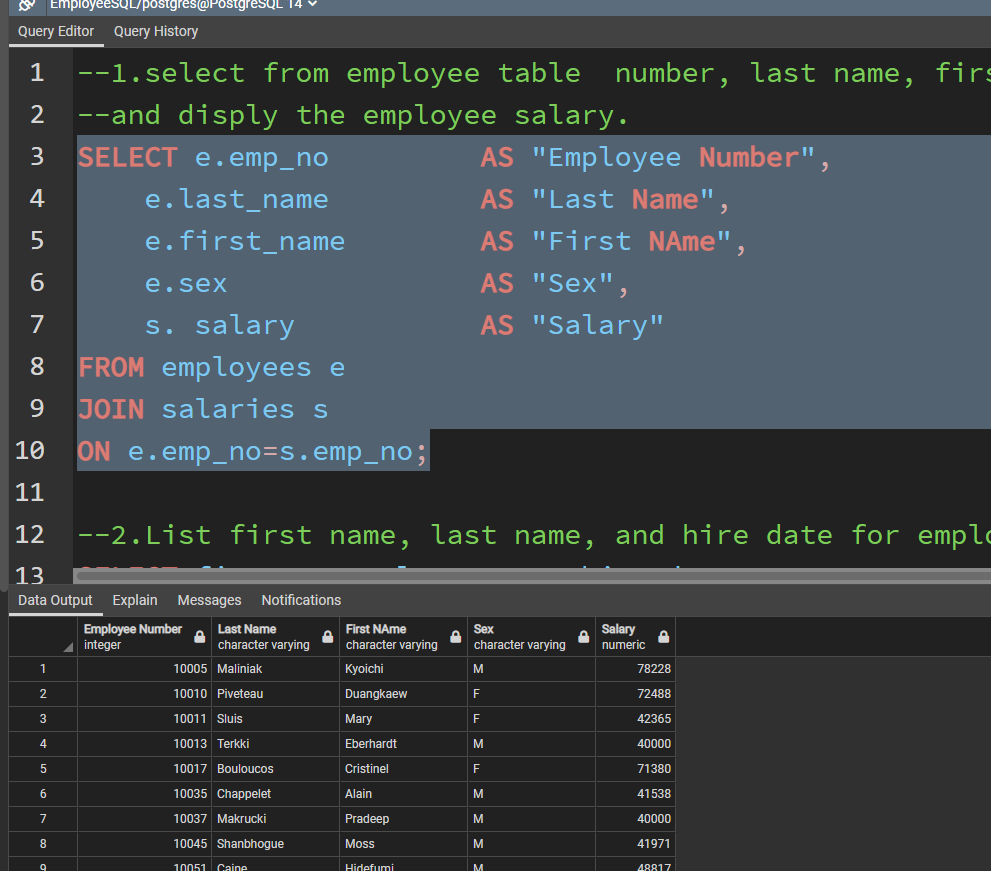 EmployeeSQL/postgres@PostgreSQL 14
Query Editor Query History
1 --1.select from employee table  number, last name, firs
2 --and disply the employee salary.
3 SELECT e.emp_no AS "Employee Number",
4 e.last_name AS "Last Name",
5 e.first_name AS "First NAme",
6 e.sex AS "Sex",
7 s. salary AS "Salary"
8 FROM employees e
9 JOIN salaries s
10 ON e.emp_no=s.emp_no;
11
12 --2.List first name, last name, and hire date for emplo
13
Data Output Explain Messages Notifications
Employee Number Last Name First NAme Sex Salary
integer character varying character varying character varying numeric
1 10005 Maliniak Kyoichi M 78228
2 10010 Piveteau Duangkaew F 72488
3 10011 Sluis Mary F 42365
4 10013 Terkki Eberhardt M 40000
5 10017 Bouloucos Cristinel F 71380
6 10035 Chappelet Alain M 41538
7 10037 Makrucki Pradeep M 40000
8 10045 Shanbhogue Moss M 41971
9 10051 Caine Hidefumi M 48817